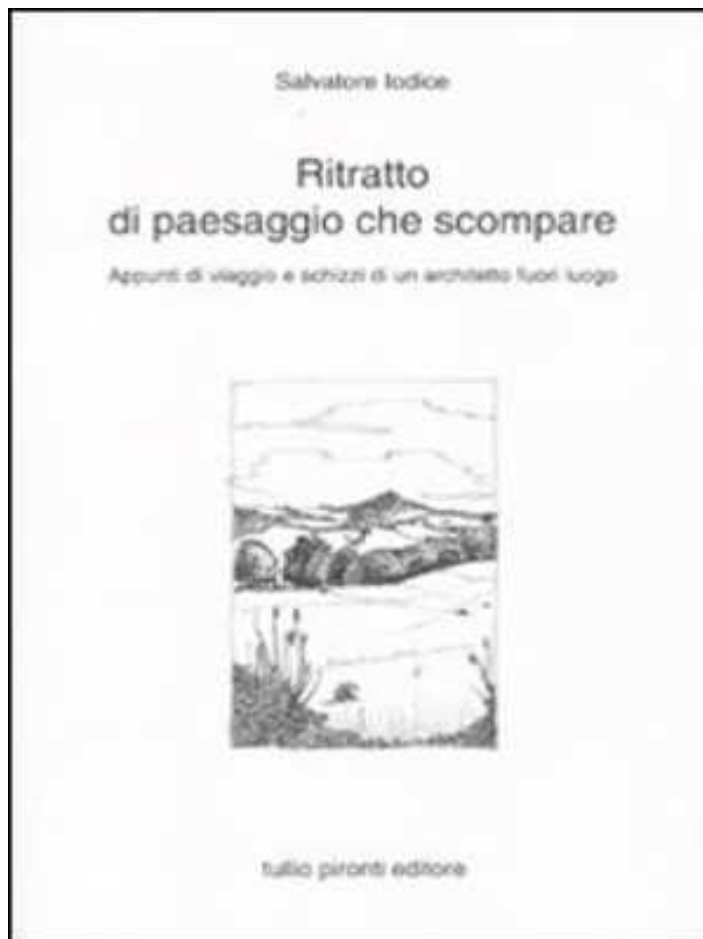 Salvatore Iodice
Ritratto
di paesaggio che scompare
Appunti di viaggio e schizzi di un architetto fuori luogo
tullio pironti editore